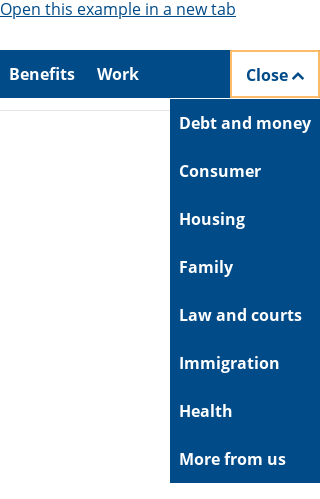 Open this example in a new tab
Benefits Work Close
Debt and money
Consumer
Housing
Family
Law and courts
Immigration
Health
More from us